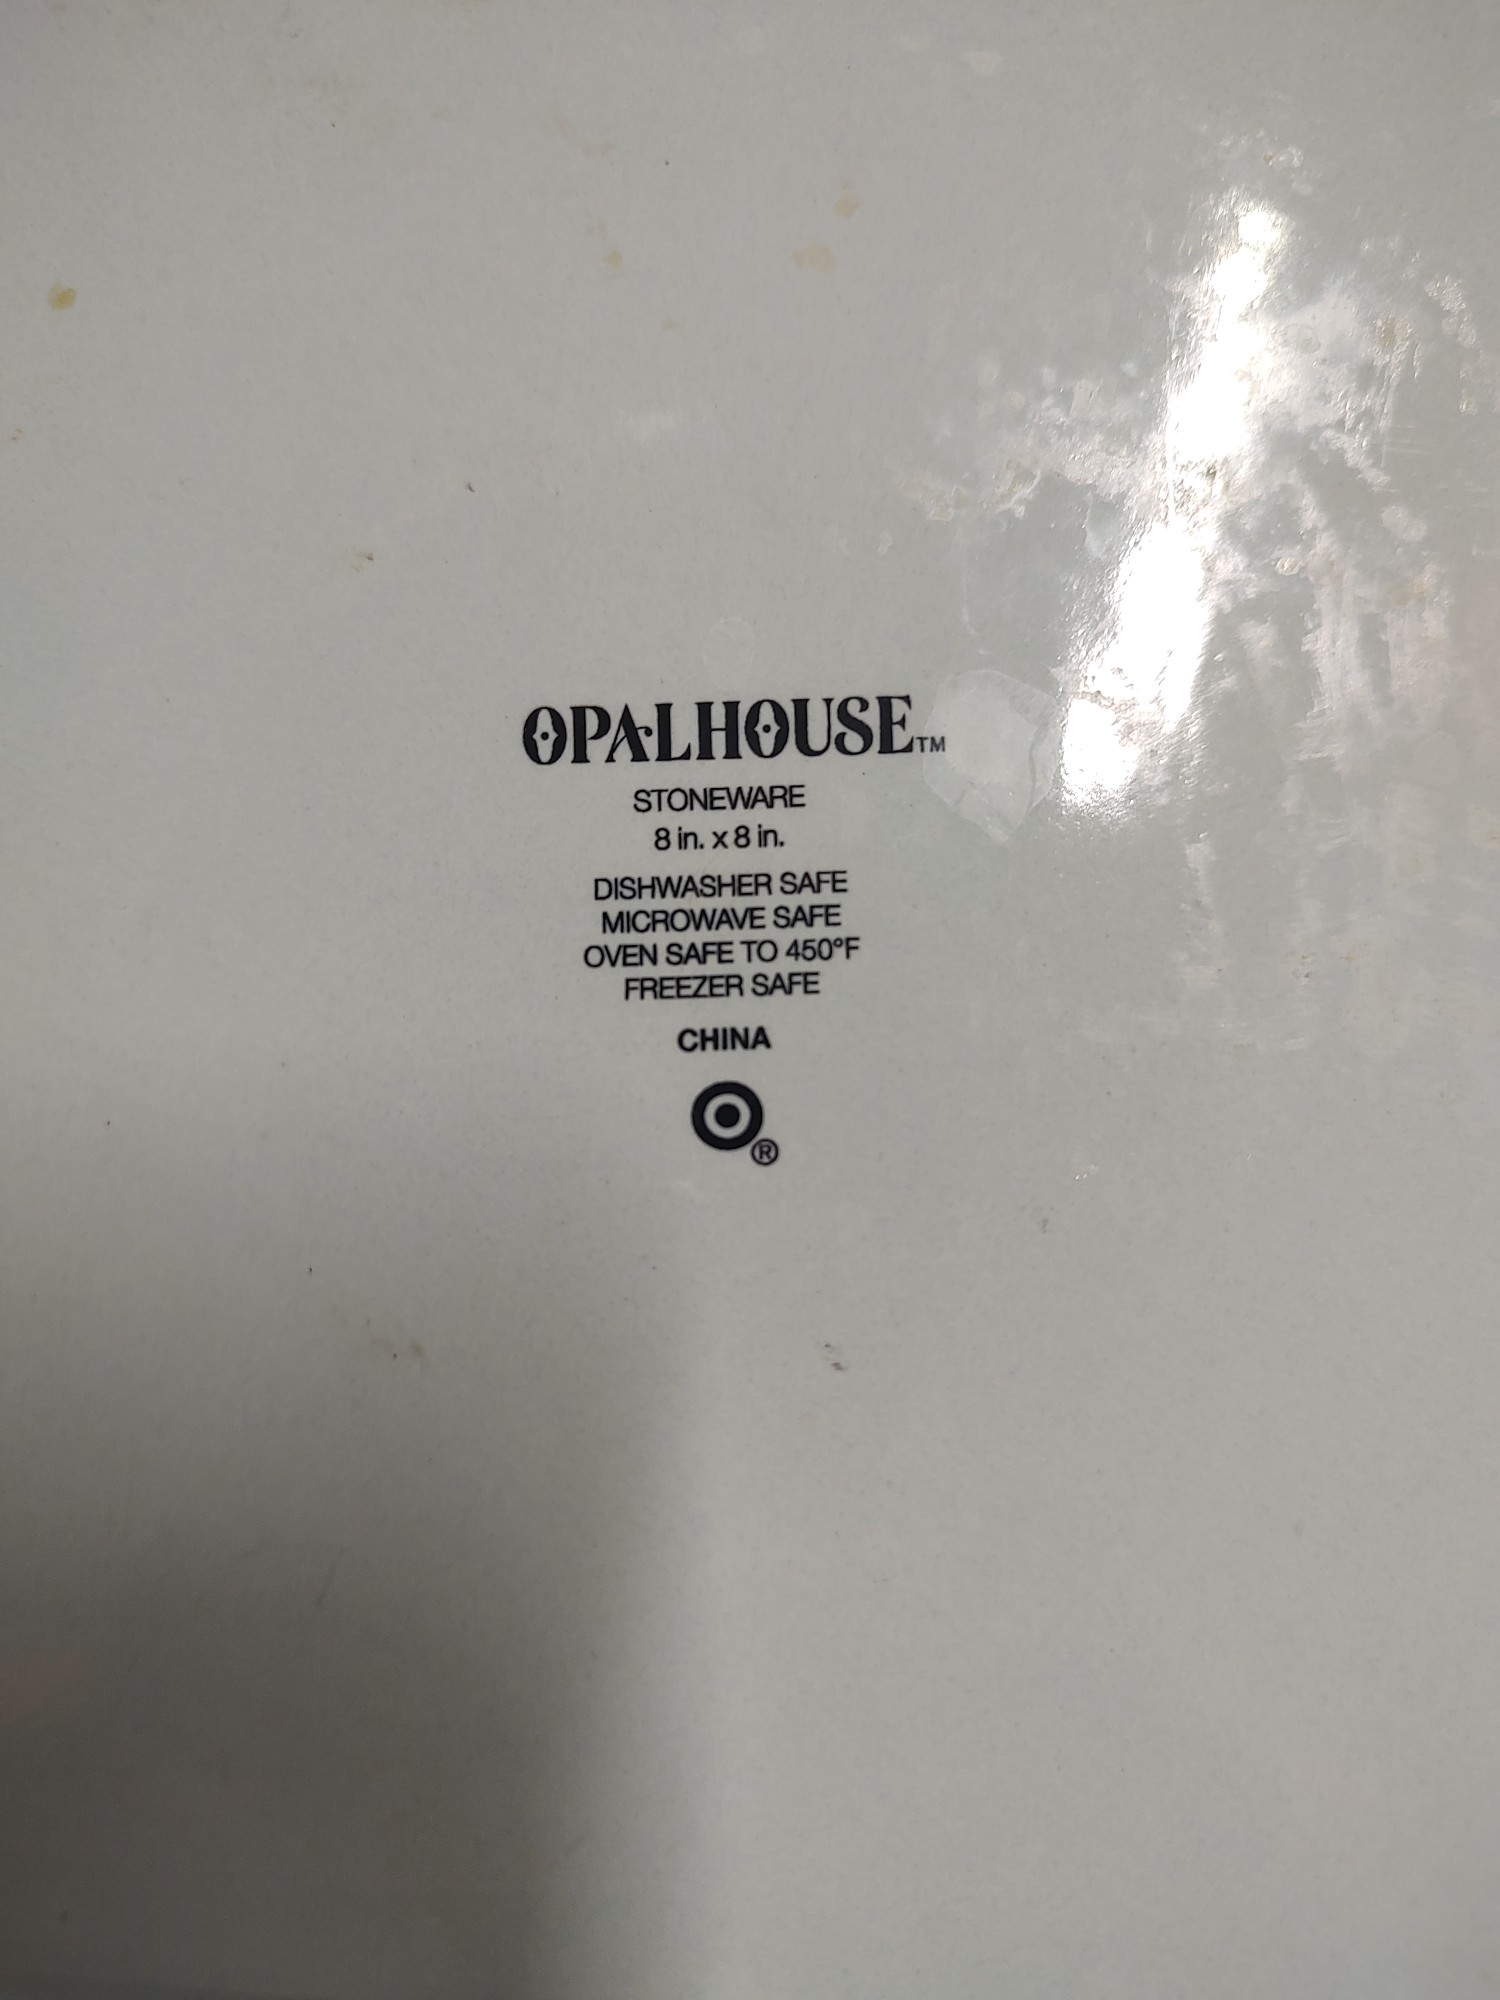 OPALHOUSE™
STONEWARE
8 in. x 8 in.
DISHWASHER SAFE
MICROWAVE SAFE
OVEN SAFE TO 450°F
FREEZER SAFE
CHINA
®